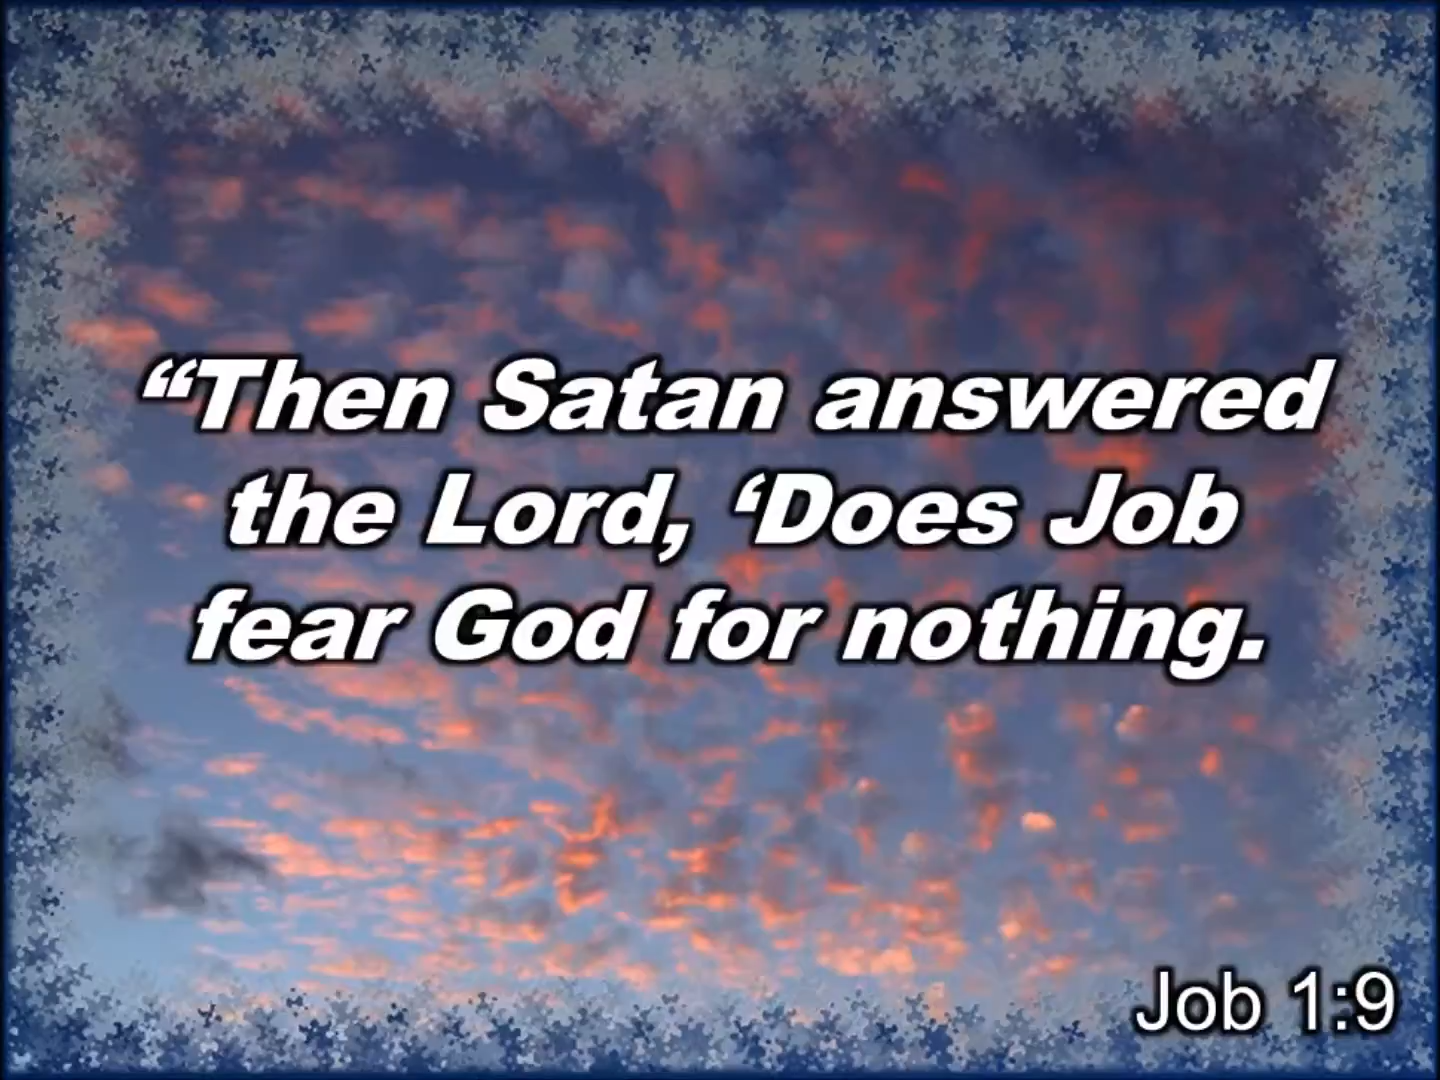 “Then Satan answered
the Lord, ‘Does Job
fear God for nothing.
Job 1:9